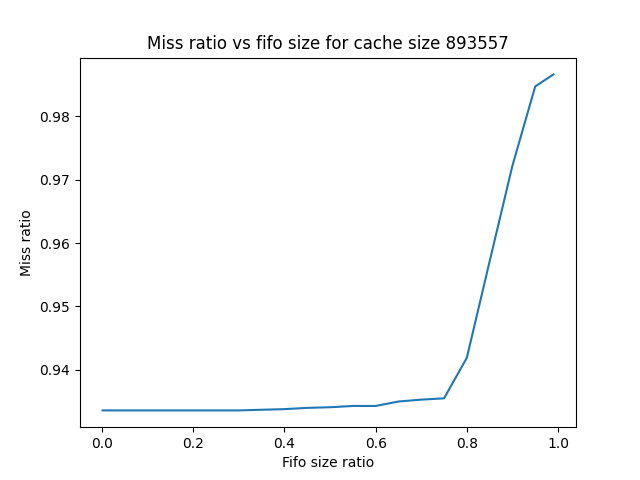 Miss ratio vs fifo size for cache size 893557
0.98
0.97
0.96
0.95
0.94
Miss ratio
0.0 0.2 0.4 0.6 0.8 1.0
Fifo size ratio